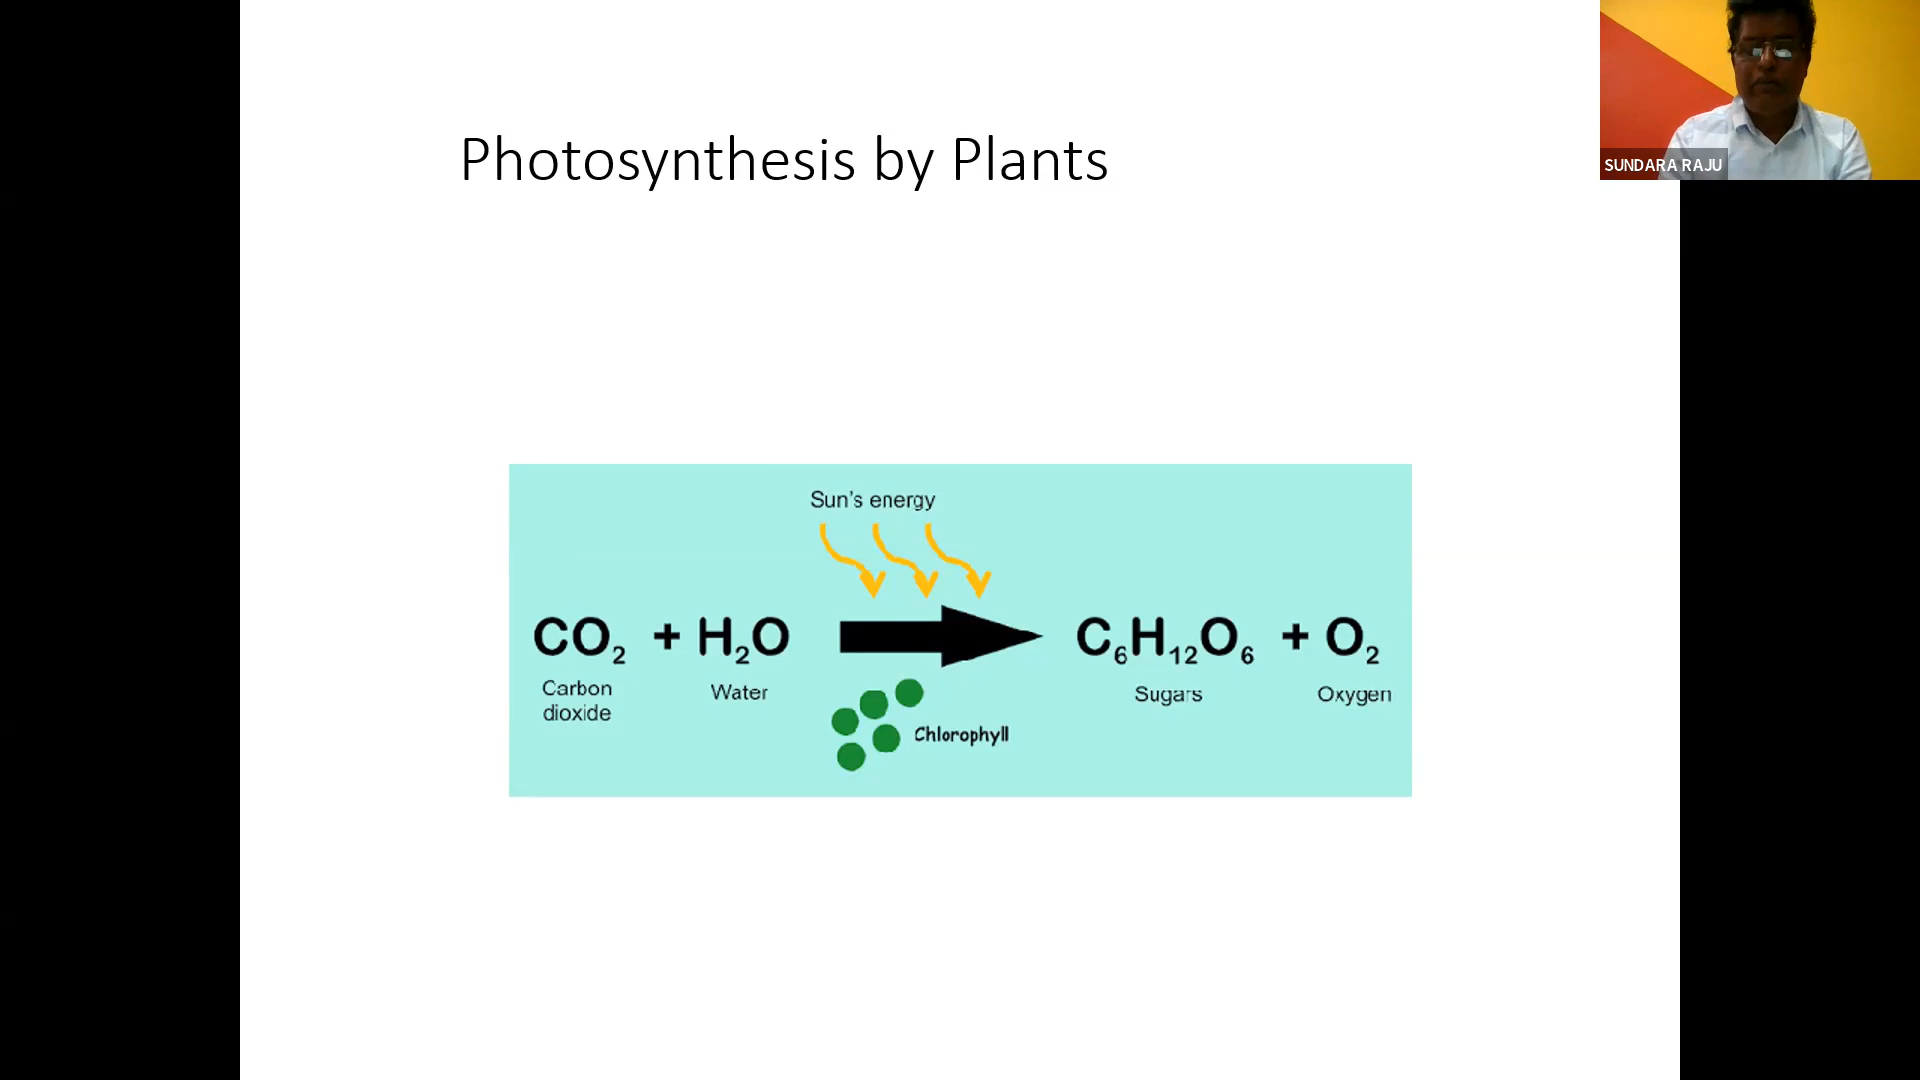 SUNDARA RAJU
Photosynthesis by Plants
Sun's energy
CO₂ + H₂O C₆H₁₂O₆ + O₂
Carbon dioxide
Water
Sugars
Oxygen
Chlorophyll